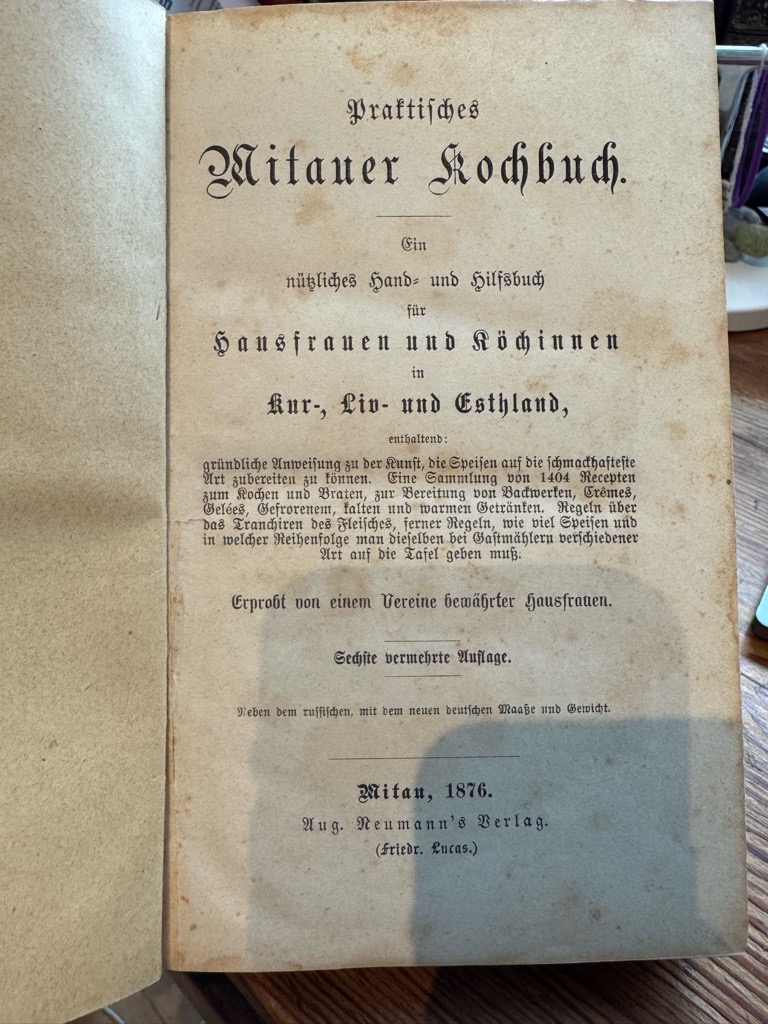 Praktisches
Mitauer Kochbuch.
Ein
nützliches Hand- und Hilfsbuch
für
Hausfrauen und Köchinnen
in
Kur-, Liv- und Esthland,
enthaltend:
gründliche Anweisung zu der Kunst, die Speisen auf die schmackhafteste
Art zubereiten zu können. Eine Sammlung von 1404 Recepten
zum Kochen und Braten, zur Bereitung von Backwerken, Crêmes,
Gelées, Gefrorenem, kalten und warmen Getränken. Regeln über
das Tranchiren des Fleisches, ferner Regeln, wie viel Speisen und
in welcher Reihenfolge man dieselben bei Gastmählern verschiedener
Art auf die Tafel geben muß.
Erprobt von einem Vereine bewährter Hausfrauen.
Sechste vermehrte Auflage.
Neben dem russischen, mit dem neuen deutschen Maaße und Gewicht.
Mitau, 1876.
Aug. Neumann's Verlag.
(Friedr. Lucas.)